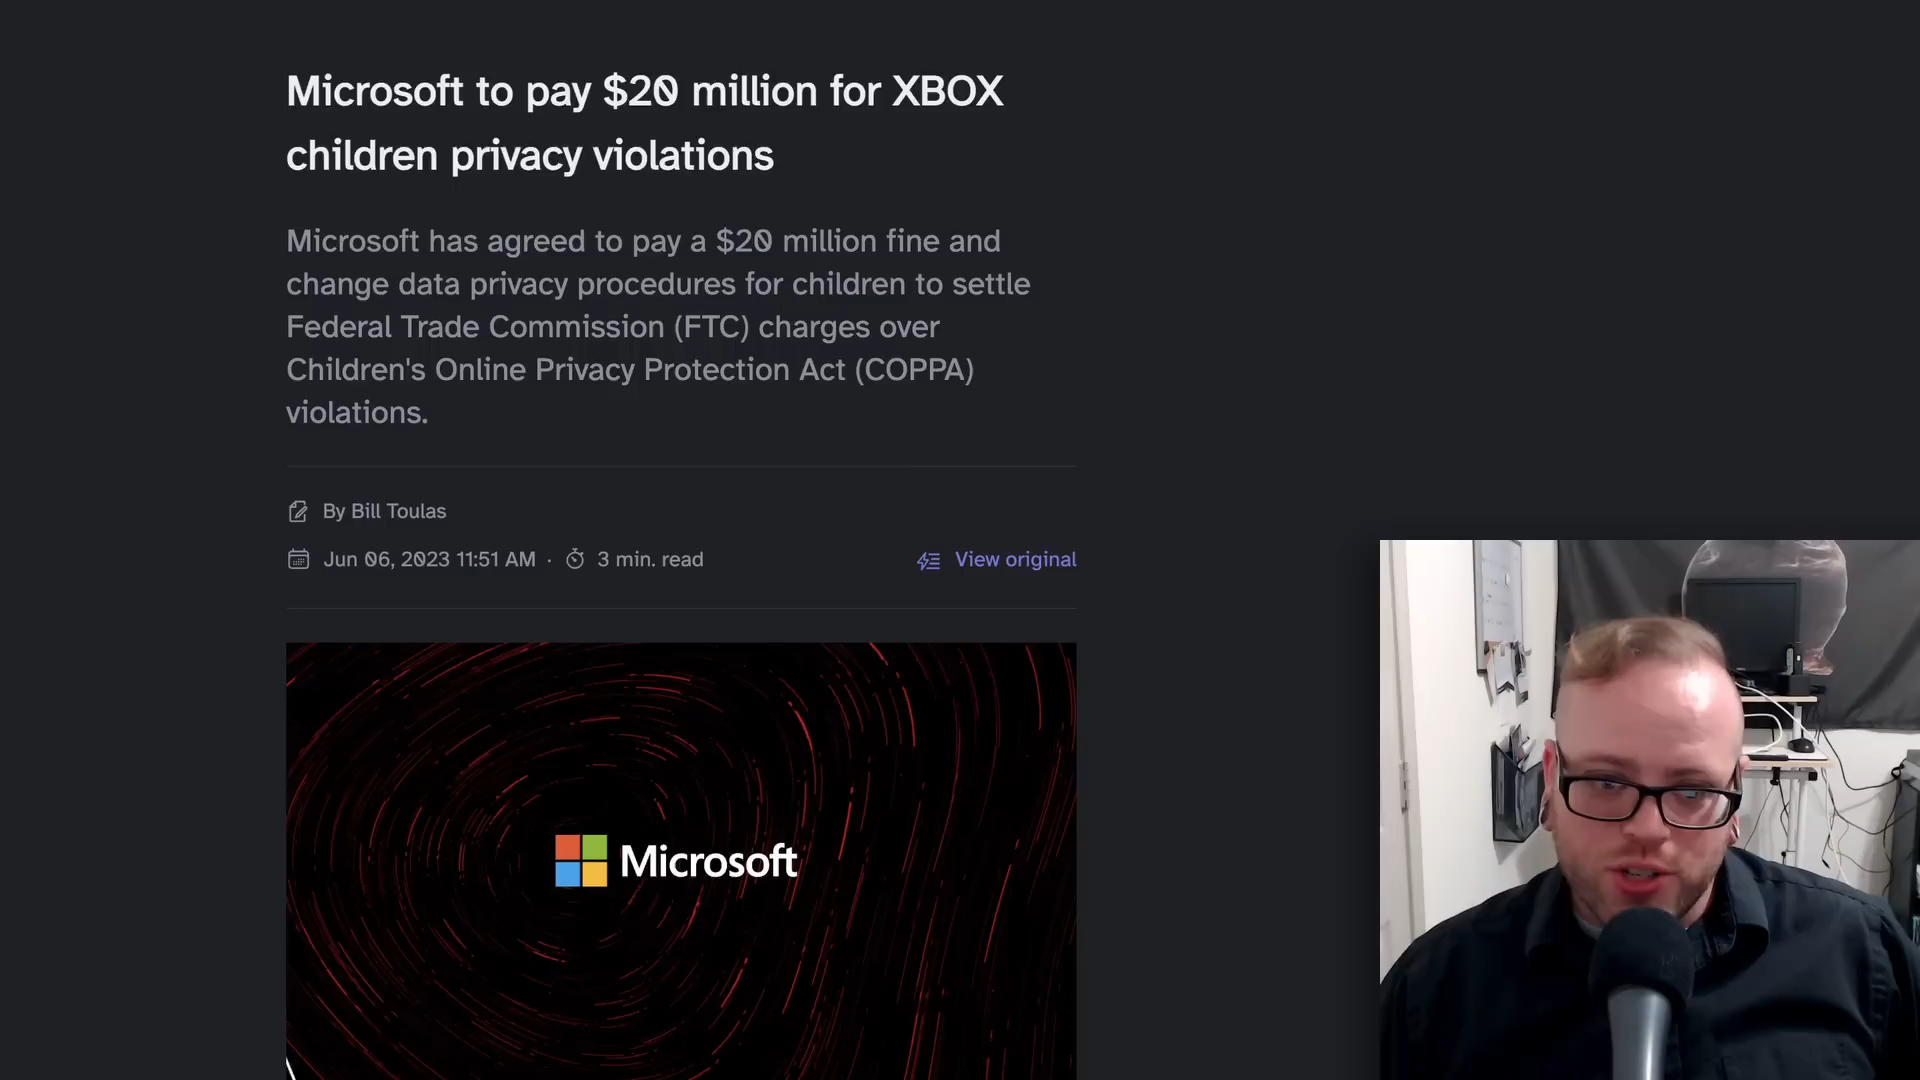 Microsoft to pay $20 million for XBOX
children privacy violations
Microsoft has agreed to pay a $20 million fine and
change data privacy procedures for children to settle
Federal Trade Commission (FTC) charges over
Children's Online Privacy Protection Act (COPPA)
violations.
By Bill Toulas
Jun 06, 2023 11:51 AM · 3 min. read
View original
Microsoft